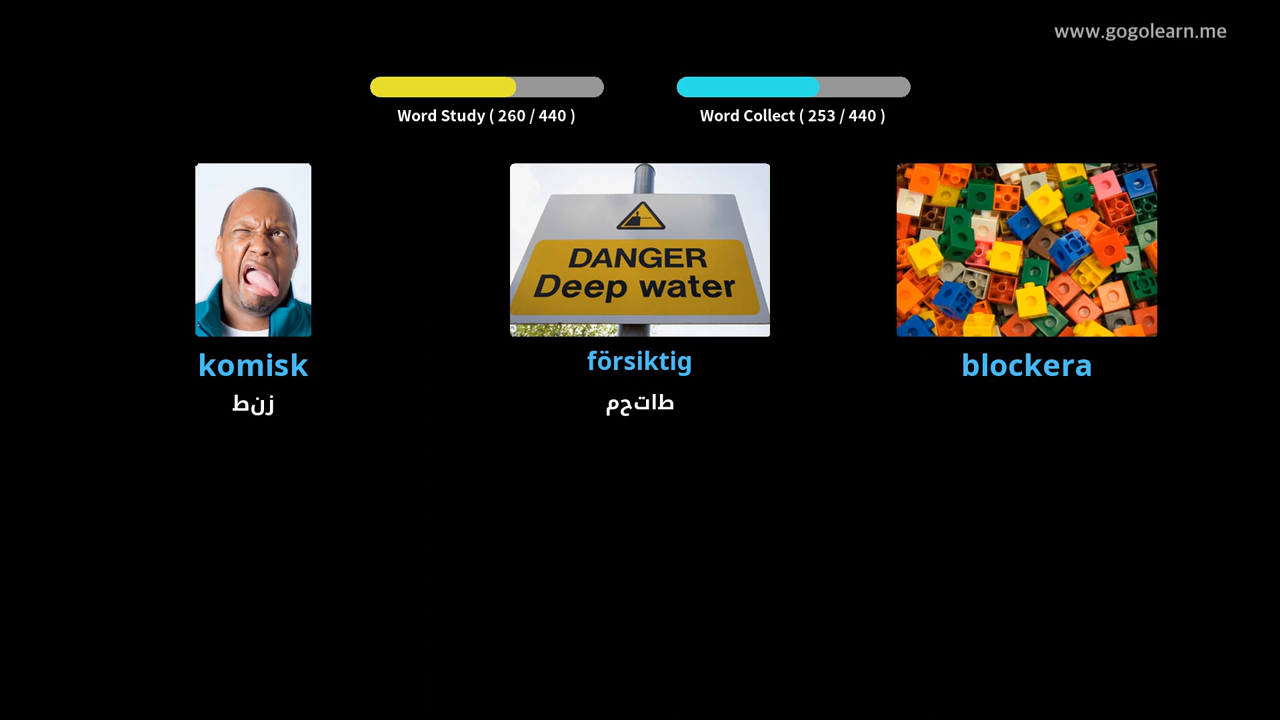 www.gogolearn.me
Word Study ( 260 / 440 )
Word Collect ( 253 / 440 )
DANGER
Deep water
komisk
försiktig
blockera
زنط
طاتحم